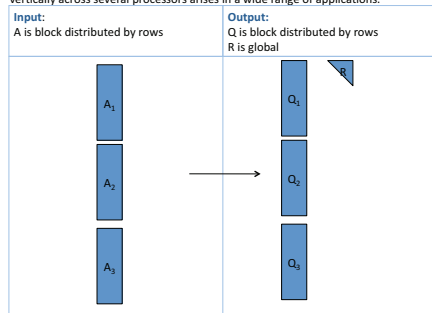 vertically across several processors arises in a wide range of applications.
Input:
A is block distributed by rows
Output:
Q is block distributed by rows
R is global
A₁
A₂
A₃
Q₁
Q₂
Q₃
R